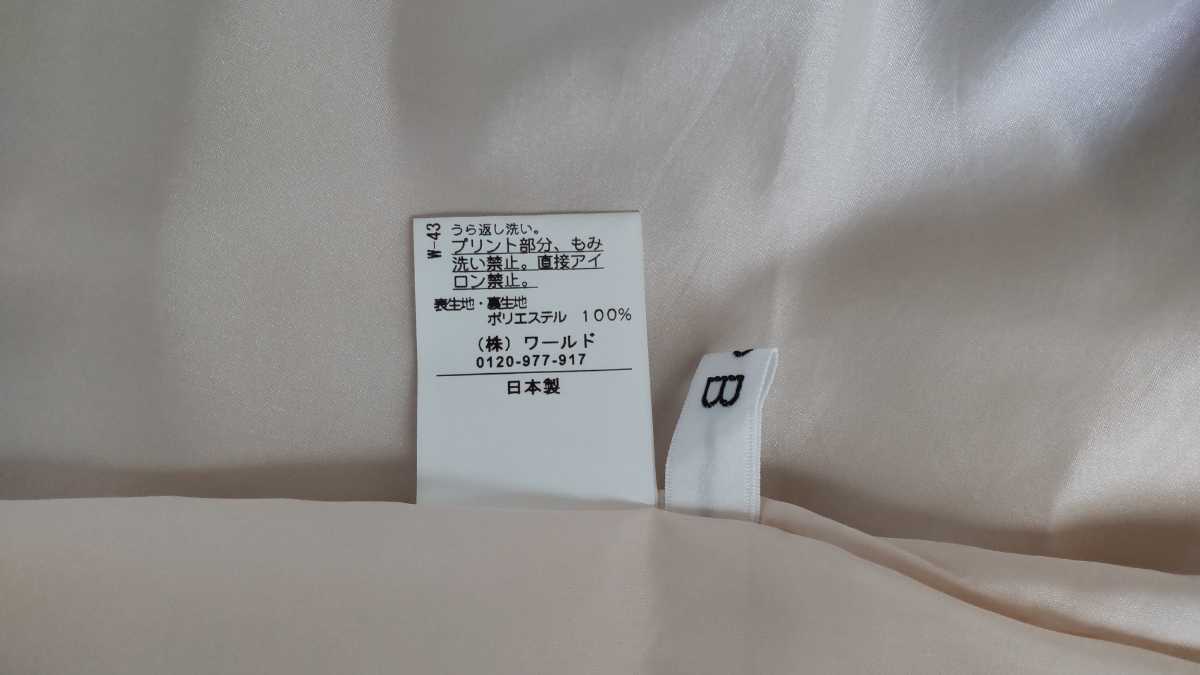 W-43
うら返し洗い。
プリント部分、もみ
洗い禁止。直接アイ
ロン禁止。
表生地・裏生地
ポリエステル 100%
(株) ワールド
0120-977-917
日本製
B